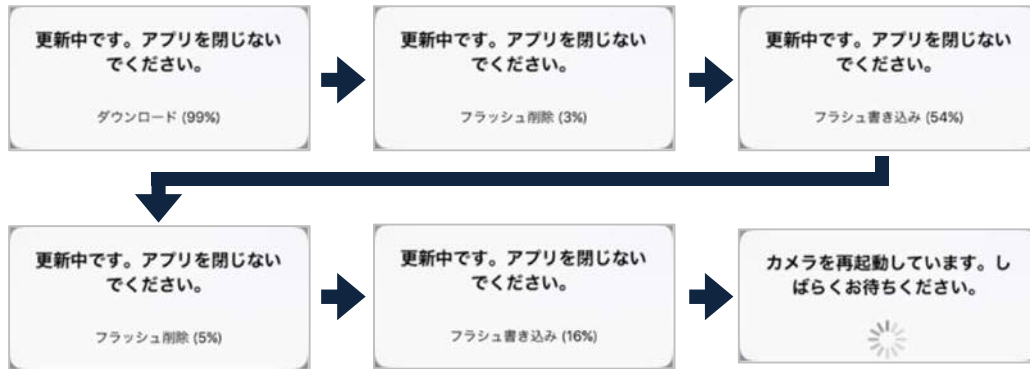 更新中です。アプリを閉じない
でください。
ダウンロード (99%)
更新中です。アプリを閉じない
でください。
フラッシュ削除 (3%)
更新中です。アプリを閉じない
でください。
フラシュ書き込み (54%)
更新中です。アプリを閉じない
でください。
フラッシュ削除 (5%)
更新中です。アプリを閉じない
でください。
フラシュ書き込み (16%)
カメラを再起動しています。し
ばらくお待ちください。